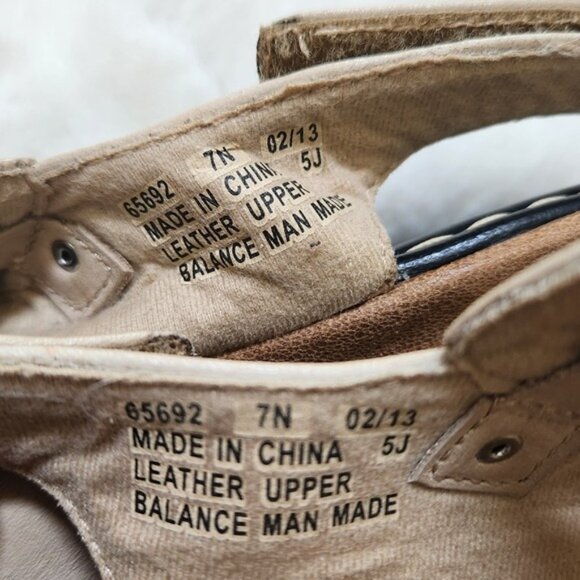 65692 7N 02/13
MADE IN CHINA 5J
LEATHER UPPER
BALANCE MAN MADE
65692 7N 02/13
MADE IN CHINA 5J
LEATHER UPPER
BALANCE MAN MADE